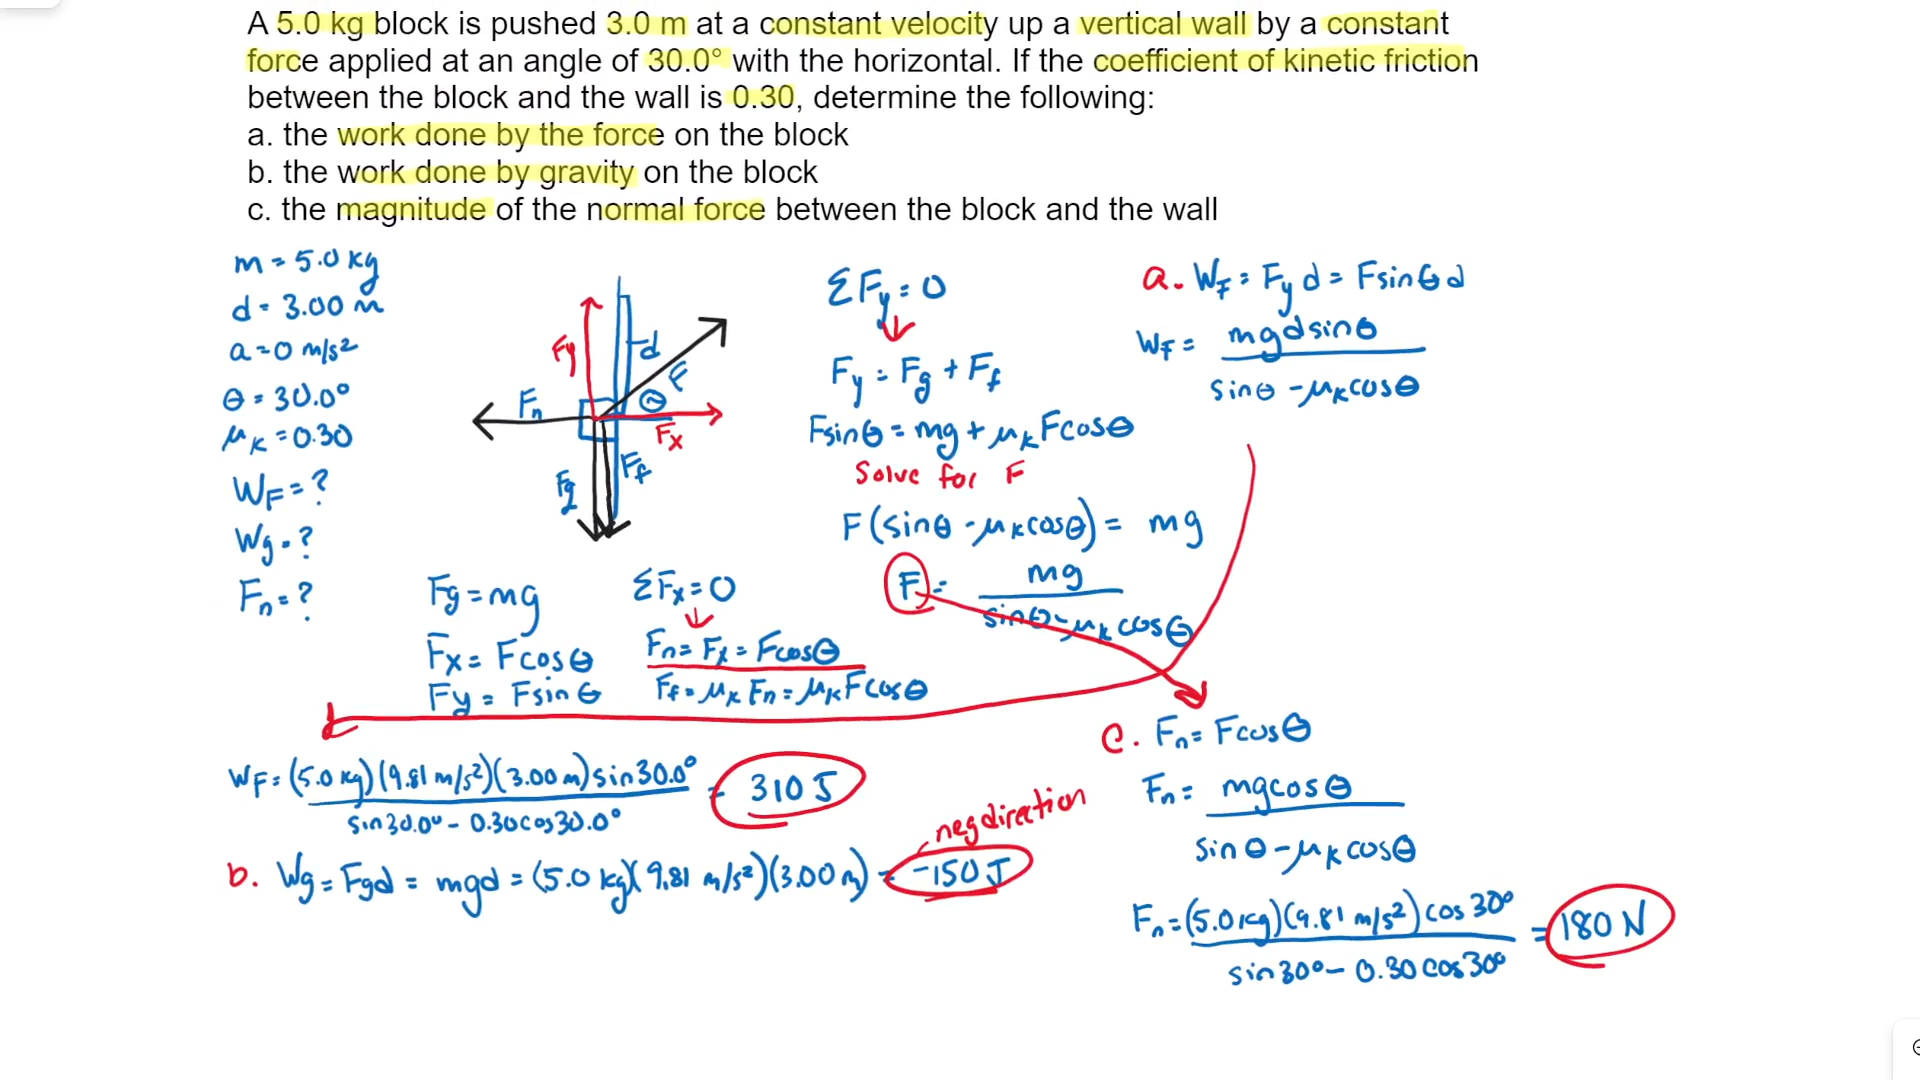 A 5.0 kg block is pushed 3.0 m at a constant velocity up a vertical wall by a constant
force applied at an angle of 30.0° with the horizontal. If the coefficient of kinetic friction
between the block and the wall is 0.30, determine the following:
a. the work done by the force on the block
b. the work done by gravity on the block
c. the magnitude of the normal force between the block and the wall
m = 5.0 kg
d = 3.00 m
a = 0 m/s²
θ = 30.0°
μk = 0.30
WF = ?
Wg = ?
Fn = ?
Fy
d
F
θ
Fn
Fx
Ff
Fg
Fg = mg
Fx = Fcosθ
Fy = Fsinθ
ΣFx = 0
Fn = Fx = Fcosθ
Ff = μk Fn = μkFcosθ
ΣFy = 0
Fy = Fg + Ff
Fsinθ = mg + μkFcosθ
Solve for F
F(sinθ - μkcosθ) = mg
F = mg
sinθ - μk cosθ
a. WF = Fy d = Fsinθd
WF = mgdsinθ
sinθ - μkcosθ
WF = (5.0 kg)(9.81 m/s²)(3.00 m)sin30.0° = 310 J
sin30.0° - 0.30cos30.0°
neg direction
b. Wg = Fgd = mgd = (5.0 kg)(9.81 m/s²)(3.00 m) = -150 J
c. Fn = Fcosθ
Fn = mgcosθ
sinθ - μkcosθ
Fn = (5.0 kg)(9.81 m/s²)cos 30° = 180 N
sin30° - 0.30 cos30°